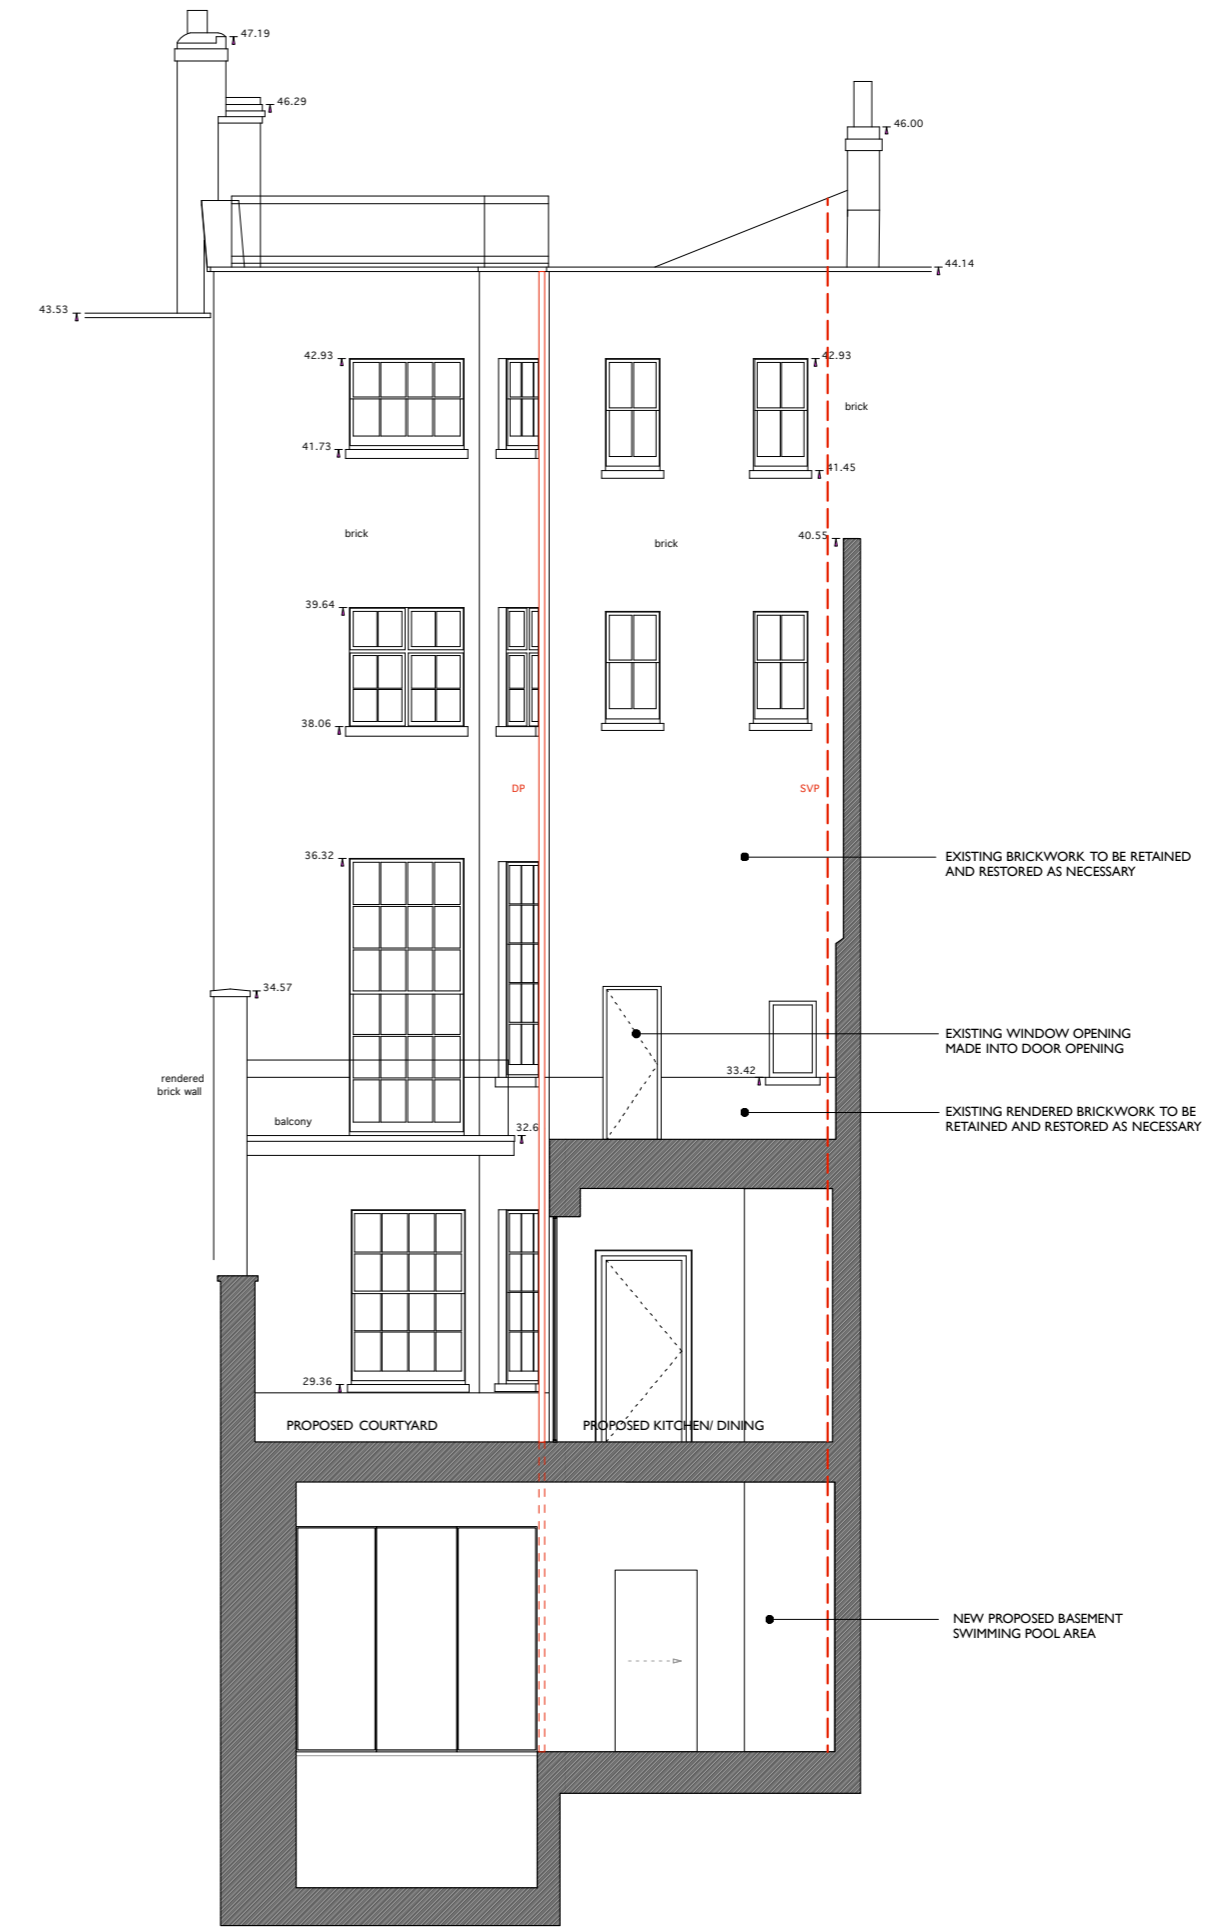 47.19
46.29
46.00
44.14
43.53
42.93
42.93
brick
41.73
41.45
brick
brick
40.55
39.64
38.06
DP
SVP
36.32
EXISTING BRICKWORK TO BE RETAINED
AND RESTORED AS NECESSARY
34.57
EXISTING WINDOW OPENING
MADE INTO DOOR OPENING
33.42
rendered
brick wall
balcony
32.6
EXISTING RENDERED BRICKWORK TO BE
RETAINED AND RESTORED AS NECESSARY
29.36
PROPOSED COURTYARD
PROPOSED KITCHEN/ DINING
NEW PROPOSED BASEMENT
SWIMMING POOL AREA